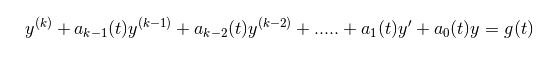 y^{(k)} + a_{k−1}(t)y^{(k−1)} + a_{k−2}(t)y^{(k−2)} + ..... + a_1(t)y′ + a_0(t)y = g(t)